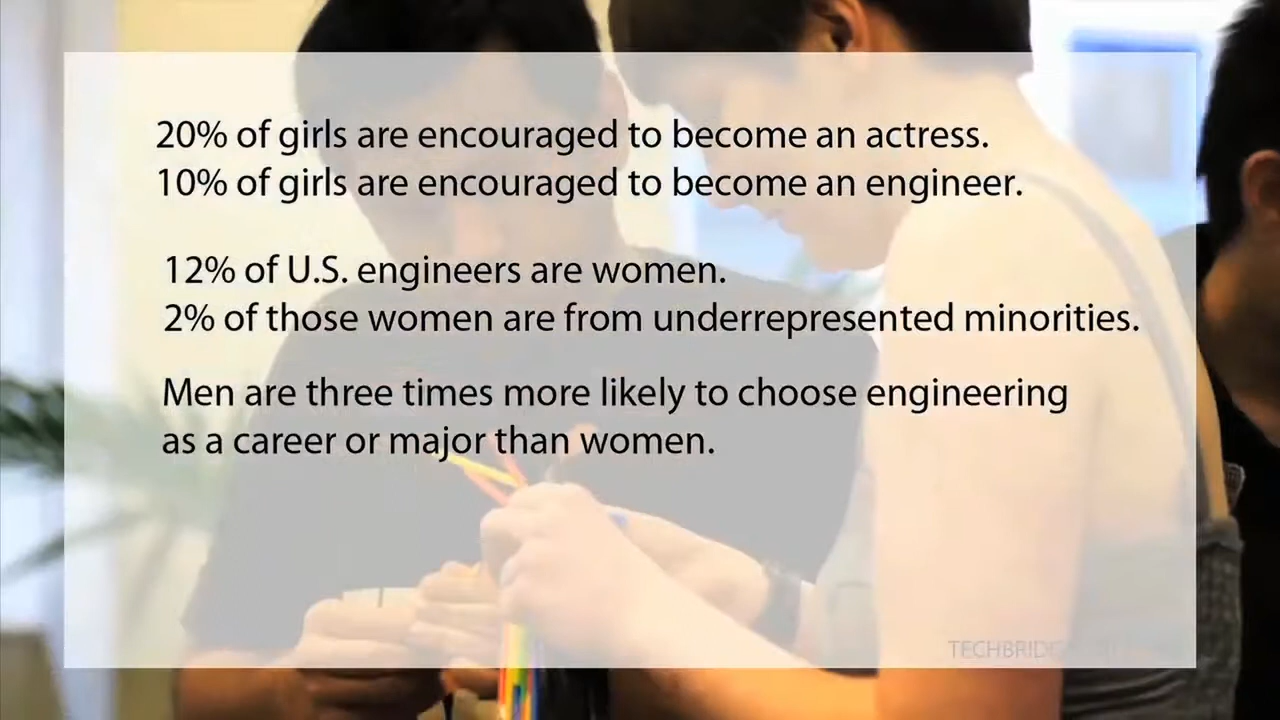 20% of girls are encouraged to become an actress.
10% of girls are encouraged to become an engineer.
12% of U.S. engineers are women.
2% of those women are from underrepresented minorities.
Men are three times more likely to choose engineering
as a career or major than women.